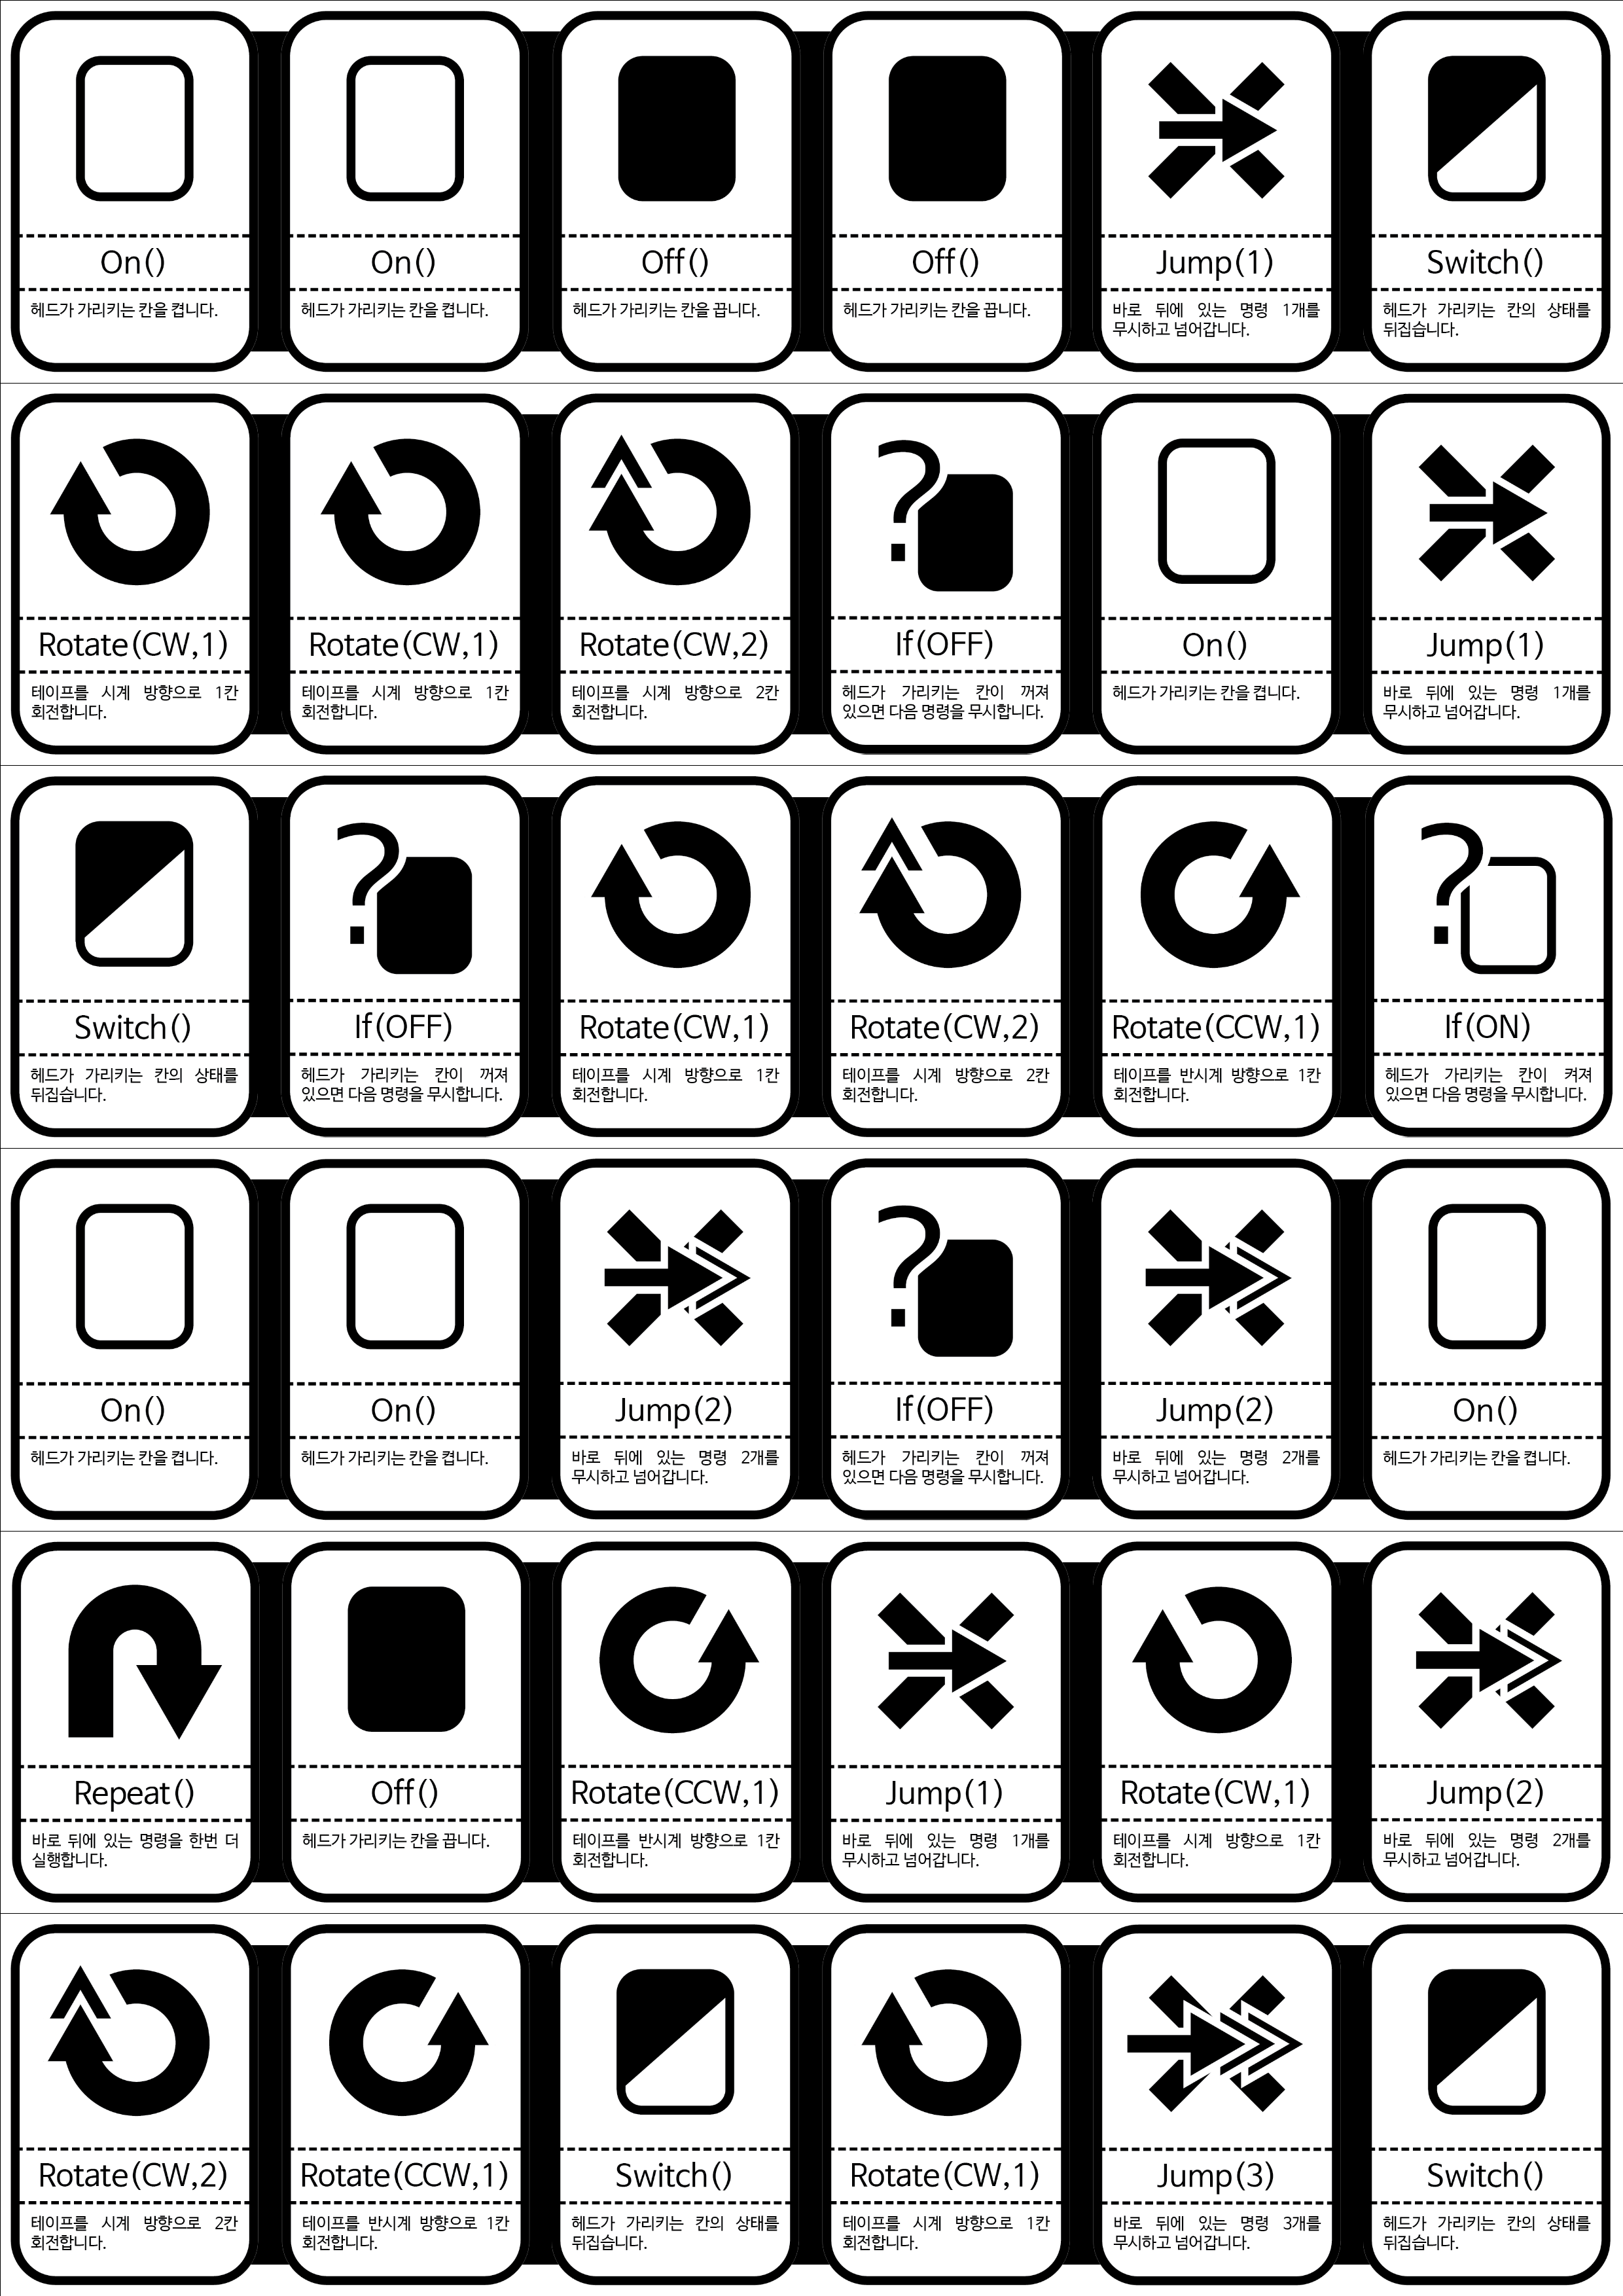 On()
헤드가 가리키는 칸을 켭니다.
On()
헤드가 가리키는 칸을 켭니다.
Off()
헤드가 가리키는 칸을 끕니다.
Off()
헤드가 가리키는 칸을 끕니다.
Jump(1)
바로 뒤에 있는 명령 1개를
무시하고 넘어갑니다.
Switch()
헤드가 가리키는 칸의 상태를
뒤집습니다.
Rotate(CW,1)
테이프를 시계 방향으로 1칸
회전합니다.
Rotate(CW,1)
테이프를 시계 방향으로 1칸
회전합니다.
Rotate(CW,2)
테이프를 시계 방향으로 2칸
회전합니다.
?
If(OFF)
헤드가 가리키는 칸이 꺼져
있으면 다음 명령을 무시합니다.
On()
헤드가 가리키는 칸을 켭니다.
Jump(1)
바로 뒤에 있는 명령 1개를
무시하고 넘어갑니다.
Switch()
헤드가 가리키는 칸의 상태를
뒤집습니다.
?
If(OFF)
헤드가 가리키는 칸이 꺼져
있으면 다음 명령을 무시합니다.
Rotate(CW,1)
테이프를 시계 방향으로 1칸
회전합니다.
Rotate(CW,2)
테이프를 시계 방향으로 2칸
회전합니다.
Rotate(CCW,1)
테이프를 반시계 방향으로 1칸
회전합니다.
?
If(ON)
헤드가 가리키는 칸이 켜져
있으면 다음 명령을 무시합니다.
On()
헤드가 가리키는 칸을 켭니다.
On()
헤드가 가리키는 칸을 켭니다.
Jump(2)
바로 뒤에 있는 명령 2개를
무시하고 넘어갑니다.
?
If(OFF)
헤드가 가리키는 칸이 꺼져
있으면 다음 명령을 무시합니다.
Jump(2)
바로 뒤에 있는 명령 2개를
무시하고 넘어갑니다.
On()
헤드가 가리키는 칸을 켭니다.
Repeat()
바로 뒤에 있는 명령을 한번 더
실행합니다.
Off()
헤드가 가리키는 칸을 끕니다.
Rotate(CCW,1)
테이프를 반시계 방향으로 1칸
회전합니다.
Jump(1)
바로 뒤에 있는 명령 1개를
무시하고 넘어갑니다.
Rotate(CW,1)
테이프를 시계 방향으로 1칸
회전합니다.
Jump(2)
바로 뒤에 있는 명령 2개를
무시하고 넘어갑니다.
Rotate(CW,2)
테이프를 시계 방향으로 2칸
회전합니다.
Rotate(CCW,1)
테이프를 반시계 방향으로 1칸
회전합니다.
Switch()
헤드가 가리키는 칸의 상태를
뒤집습니다.
Rotate(CW,1)
테이프를 시계 방향으로 1칸
회전합니다.
Jump(3)
바로 뒤에 있는 명령 3개를
무시하고 넘어갑니다.
Switch()
헤드가 가리키는 칸의 상태를
뒤집습니다.